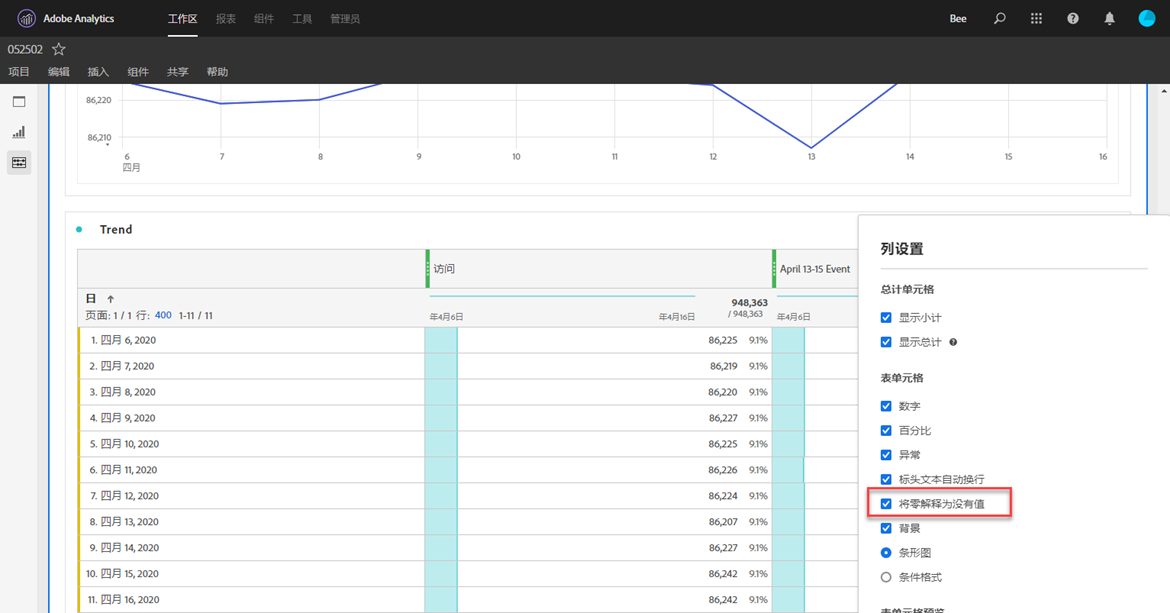 Adobe Analytics 工作区 报表 组件 工具 管理员 Bee
052502
项目 编辑 插入 组件 共享 帮助
86,220
86,210
6 7 8 9 10 11 12 13 14 15 16
四月
Trend
访问 April 13-15 Event
日 ↑ 948,363
页面: 1 / 1 行: 400 1-11 / 11 年4月6日 年4月16日 / 948,363 年4月6日
1. 四月 6, 2020 86,225 9.1%
2. 四月 7, 2020 86,219 9.1%
3. 四月 8, 2020 86,220 9.1%
4. 四月 9, 2020 86,227 9.1%
5. 四月 10, 2020 86,225 9.1%
6. 四月 11, 2020 86,226 9.1%
7. 四月 12, 2020 86,224 9.1%
8. 四月 13, 2020 86,207 9.1%
9. 四月 14, 2020 86,227 9.1%
10. 四月 15, 2020 86,242 9.1%
11. 四月 16, 2020 86,242 9.1%
列设置
总计单元格
显示小计
显示总计
表单元格
数字
百分比
异常
标头文本自动换行
将零解释为没有值
背景
条形图
条件格式
表单元格预览